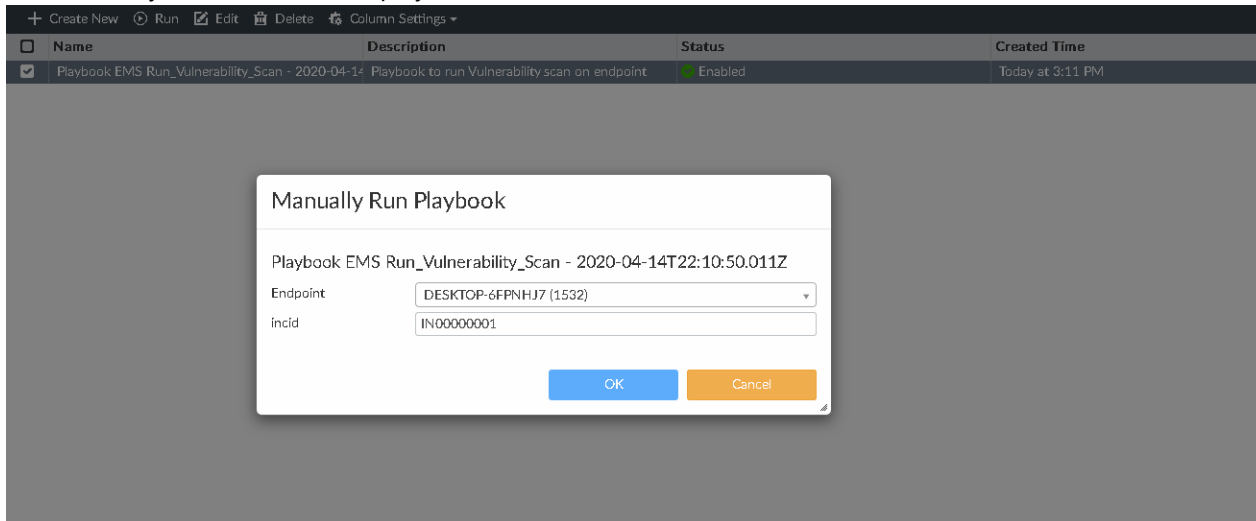 Create New Run Edit Delete Column Settings
Name Description Status Created Time
Playbook EMS Run_Vulnerability_Scan - 2020-04-14 Playbook to run Vulnerability scan on endpoint Enabled Today at 3:11 PM
Manually Run Playbook
Playbook EMS Run_Vulnerability_Scan - 2020-04-14T22:10:50.011Z
Endpoint DESKTOP-6FPNHJ7 (1532)
incid IN00000001
OK Cancel